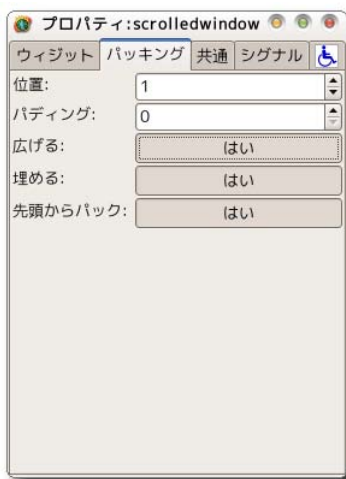 プロパティ:scrolledwindow
ウィジット パッキング 共通 シグナル
位置: 1
パディング: 0
広げる: はい
埋める: はい
先頭からパック: はい